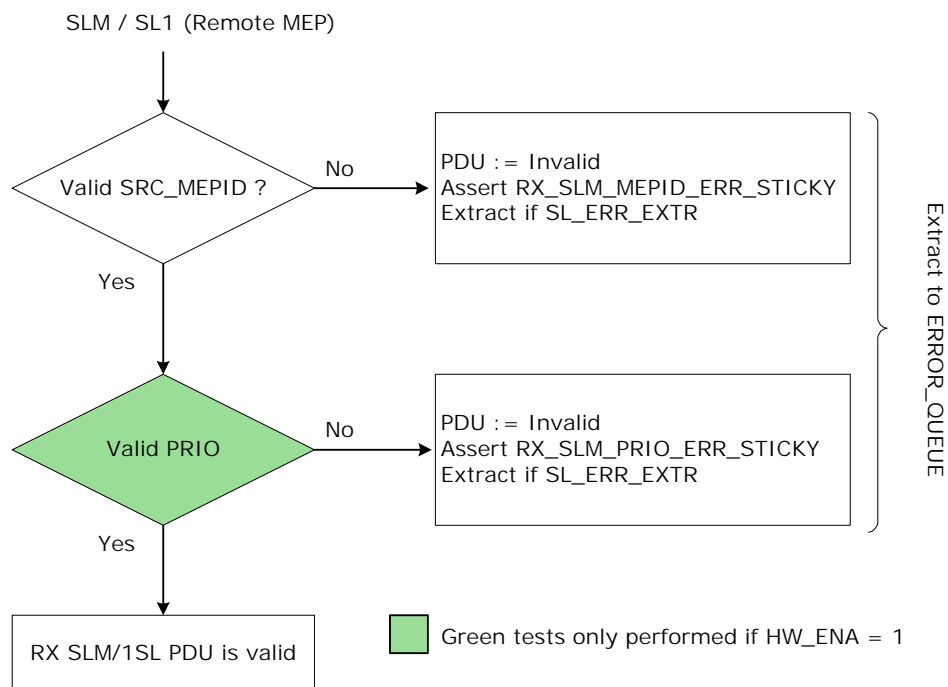 SLM / SL1 (Remote MEP)
Valid SRC_MEPID ?
No
PDU := Invalid
Assert RX_SLM_MEPID_ERR_STICKY
Extract if SL_ERR_EXTR
Yes
Valid PRIO
No
PDU := Invalid
Assert RX_SLM_PRIO_ERR_STICKY
Extract if SL_ERR_EXTR
Extract to ERROR_QUEUE
Yes
RX SLM/1SL PDU is valid
Green tests only performed if HW_ENA = 1